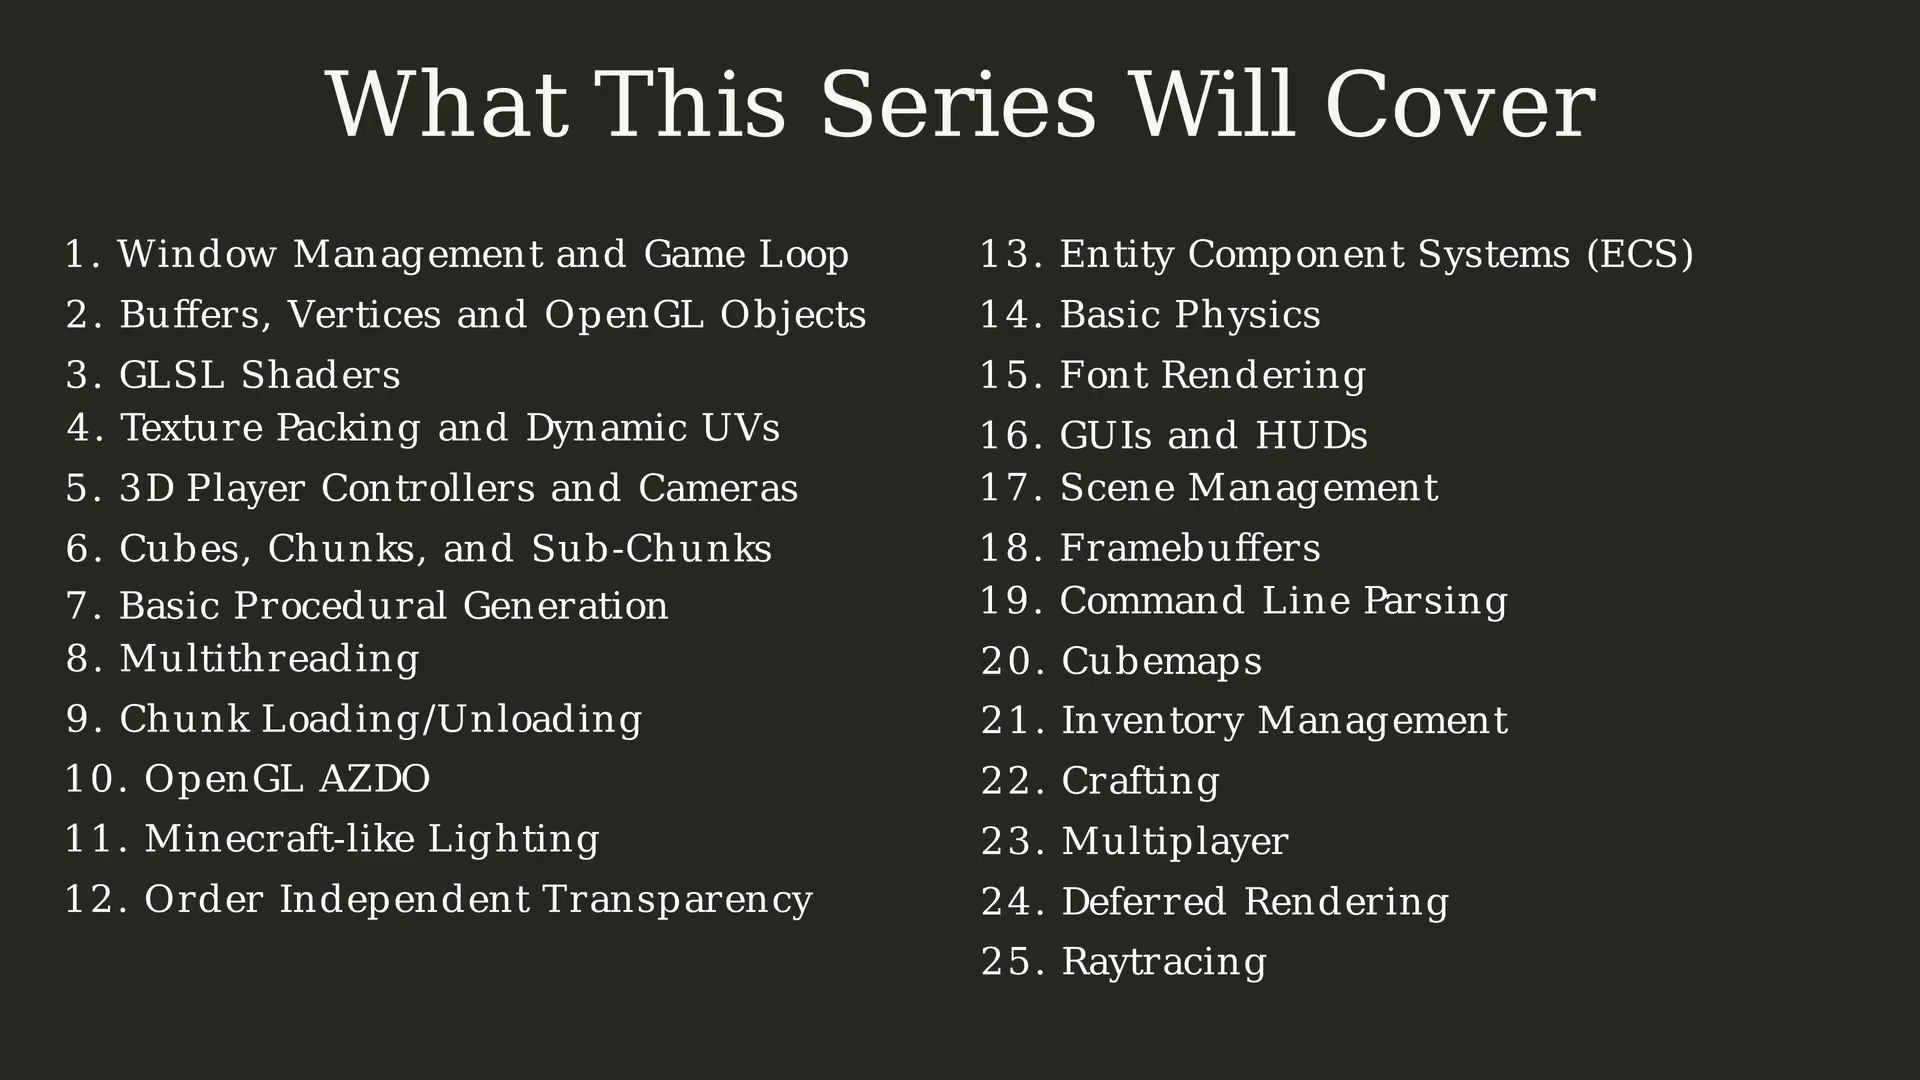 What This Series Will Cover
1. Window Management and Game Loop
2. Buffers, Vertices and OpenGL Objects
3. GLSL Shaders
4. Texture Packing and Dynamic UVs
5. 3D Player Controllers and Cameras
6. Cubes, Chunks, and Sub-Chunks
7. Basic Procedural Generation
8. Multithreading
9. Chunk Loading/Unloading
10. OpenGL AZDO
11. Minecraft-like Lighting
12. Order Independent Transparency
13. Entity Component Systems (ECS)
14. Basic Physics
15. Font Rendering
16. GUIs and HUDs
17. Scene Management
18. Framebuffers
19. Command Line Parsing
20. Cubemaps
21. Inventory Management
22. Crafting
23. Multiplayer
24. Deferred Rendering
25. Raytracing